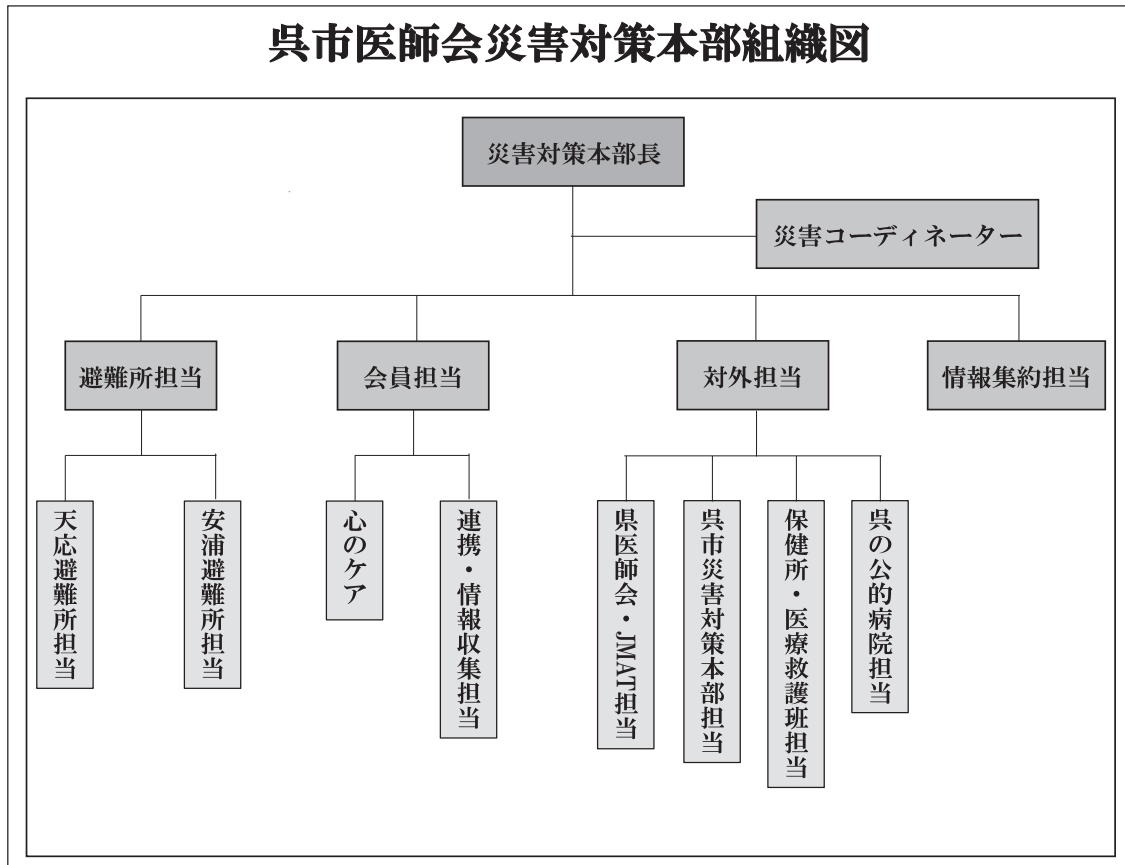 呉市医師会災害対策本部組織図
災害対策本部長
災害コーディネーター
避難所担当
会員担当
対外担当
情報集約担当
天応避難所担当
安浦避難所担当
心のケア
連携・情報収集担当
県医師会・JMAT担当
呉市災害対策本部担当
保健所・医療救護班担当
呉の公的病院担当